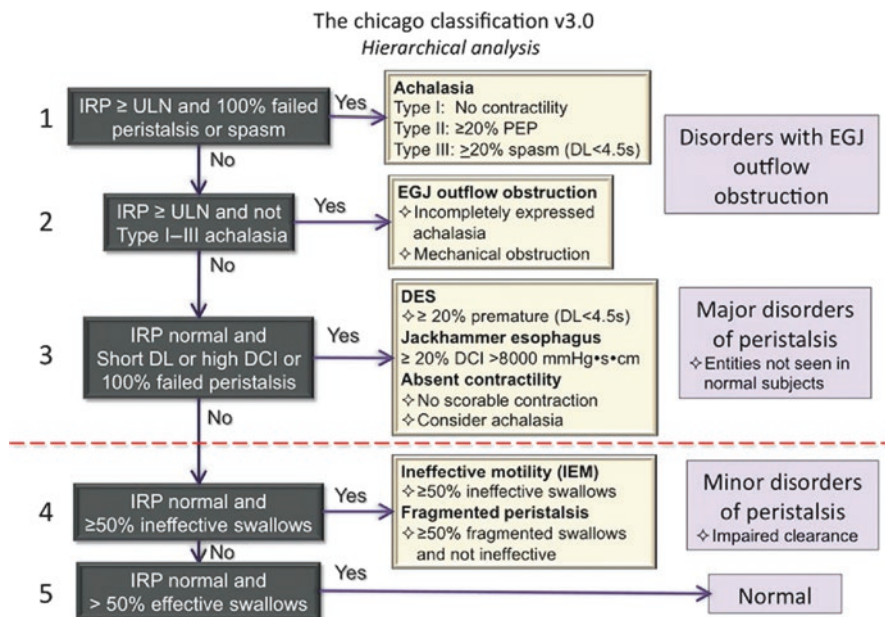 The chicago classification v3.0
Hierarchical analysis
1
IRP ≥ ULN and 100% failed
peristalsis or spasm
Yes
No
Achalasia
Type I: No contractility
Type II: ≥20% PEP
Type III: ≥20% spasm (DL<4.5s)
Disorders with EGJ
outflow
obstruction
2
IRP ≥ ULN and not
Type I–III achalasia
Yes
No
EGJ outflow obstruction
✧Incompletely expressed
achalasia
✧Mechanical obstruction
3
IRP normal and
Short DL or high DCI or
100% failed peristalsis
Yes
No
DES
✧≥ 20% premature (DL<4.5s)
Jackhammer esophagus
≥ 20% DCI >8000 mmHg•s•cm
Absent contractility
✧No scorable contraction
✧Consider achalasia
Major disorders
of peristalsis
✧Entities not seen in
normal subjects
4
IRP normal and
≥50% ineffective swallows
Yes
No
Ineffective motility (IEM)
✧≥50% ineffective swallows
Fragmented peristalsis
✧≥50% fragmented swallows
and not ineffective
Minor disorders
of peristalsis
✧Impaired clearance
5
IRP normal and
> 50% effective swallows
Yes
Normal